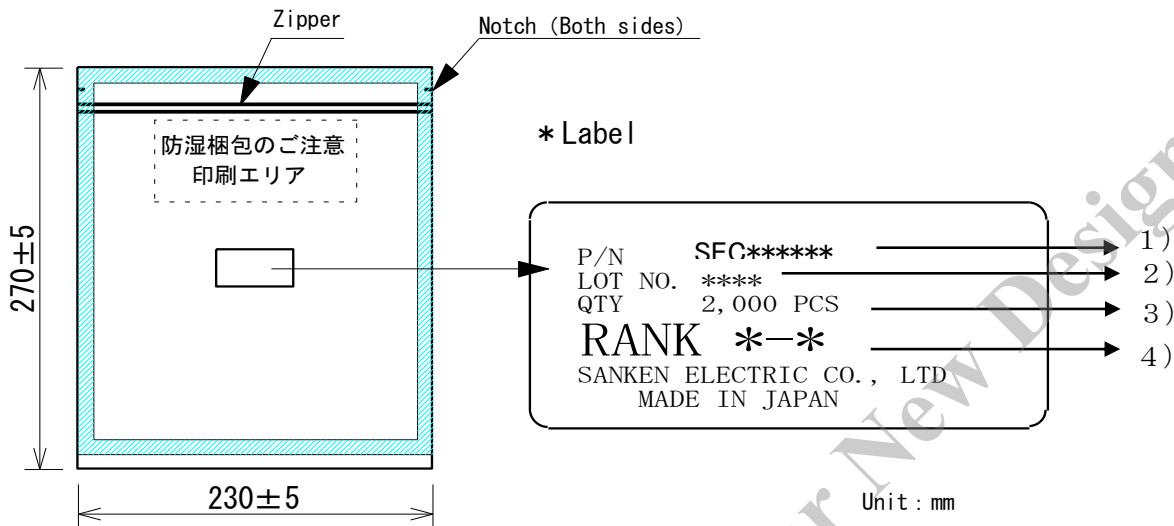 Zipper
Notch (Both sides)
防湿梱包のご注意
印刷エリア
270±5
230±5
*Label
P/N SEC******
LOT NO. ****
QTY 2,000 PCS
RANK *-*
SANKEN ELECTRIC CO., LTD
MADE IN JAPAN
1)
2)
3)
4)
Unit : mm
r New Design